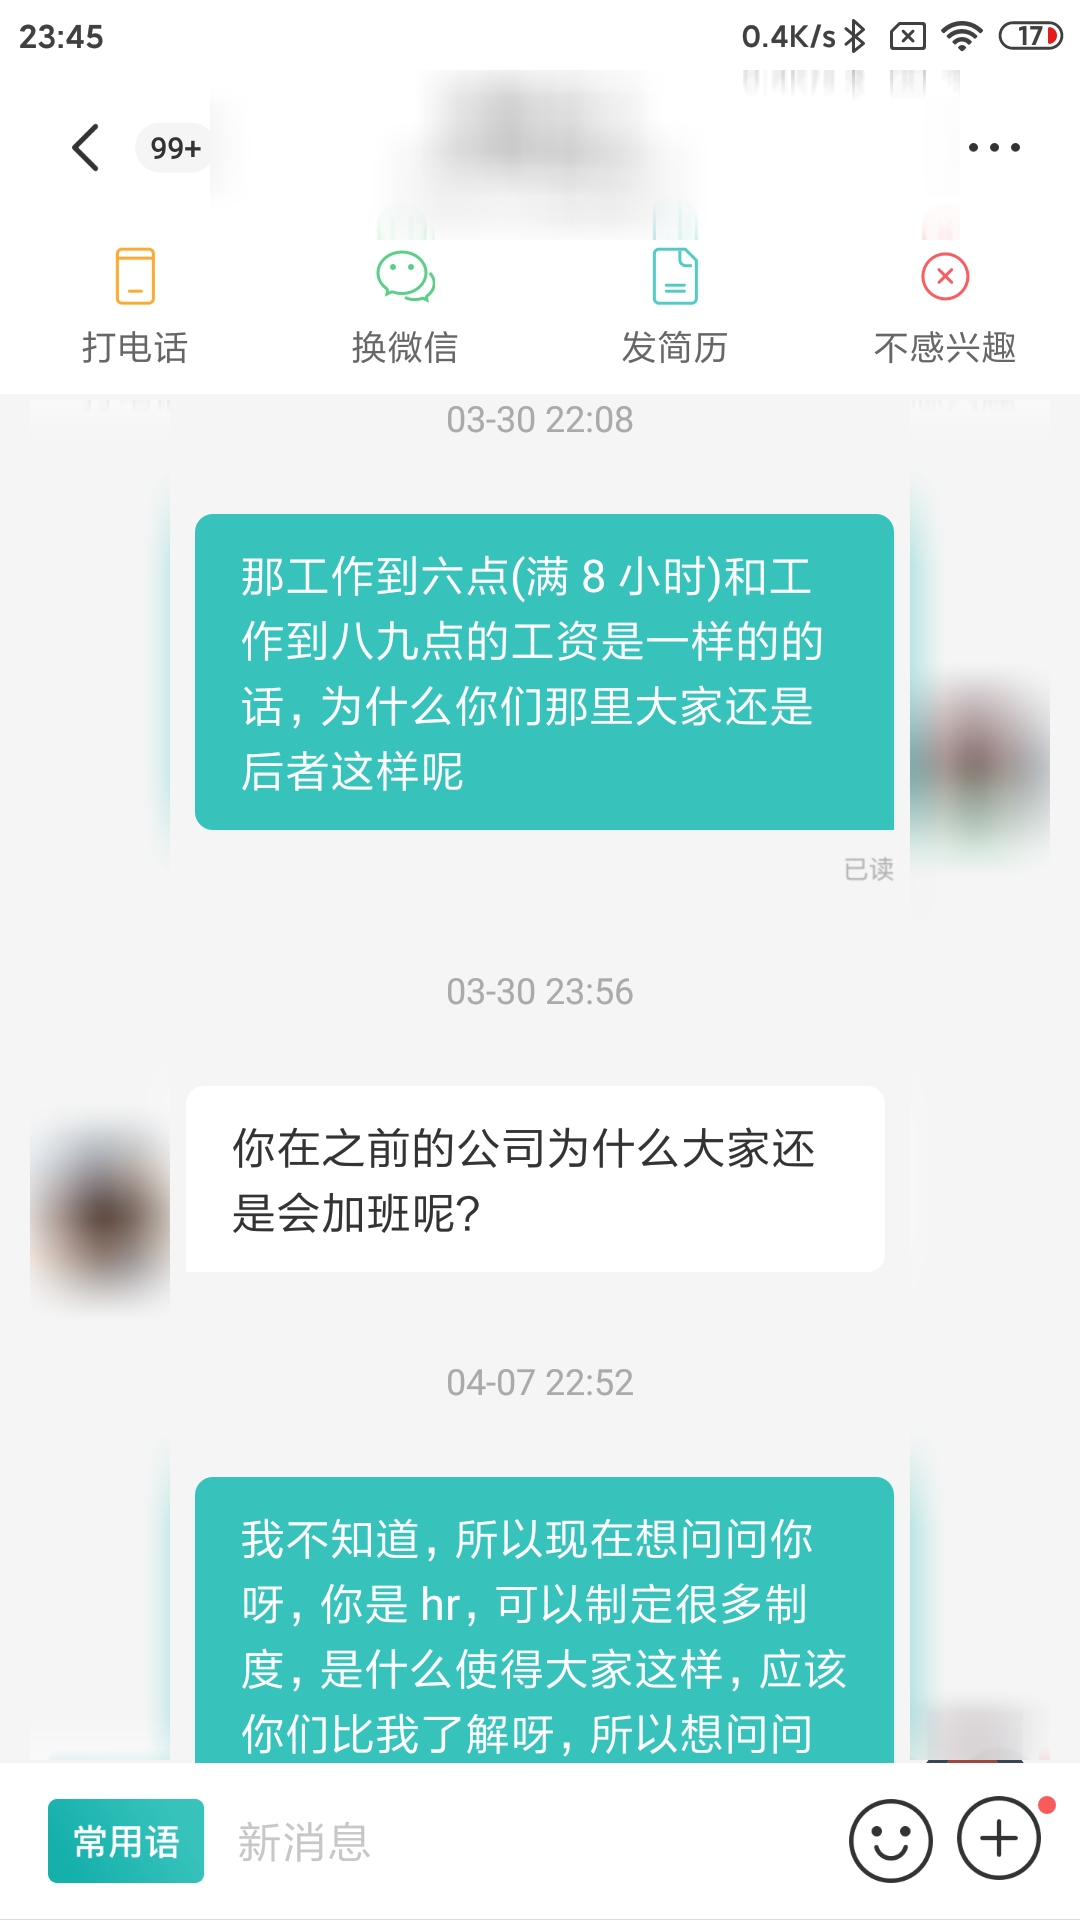 23:45 0.4K/s 17
99+
打电话 换微信 发简历 不感兴趣
03-30 22:08
那工作到六点(满 8 小时)和工
作到八九点的工资是一样的的
话，为什么你们那里大家还是
后者这样呢
已读
03-30 23:56
你在之前的公司为什么大家还
是会加班呢？
04-07 22:52
我不知道，所以现在想问问你
呀，你是 hr，可以制定很多制
度，是什么使得大家这样，应该
你们比我了解呀，所以想问问
常用语 新消息